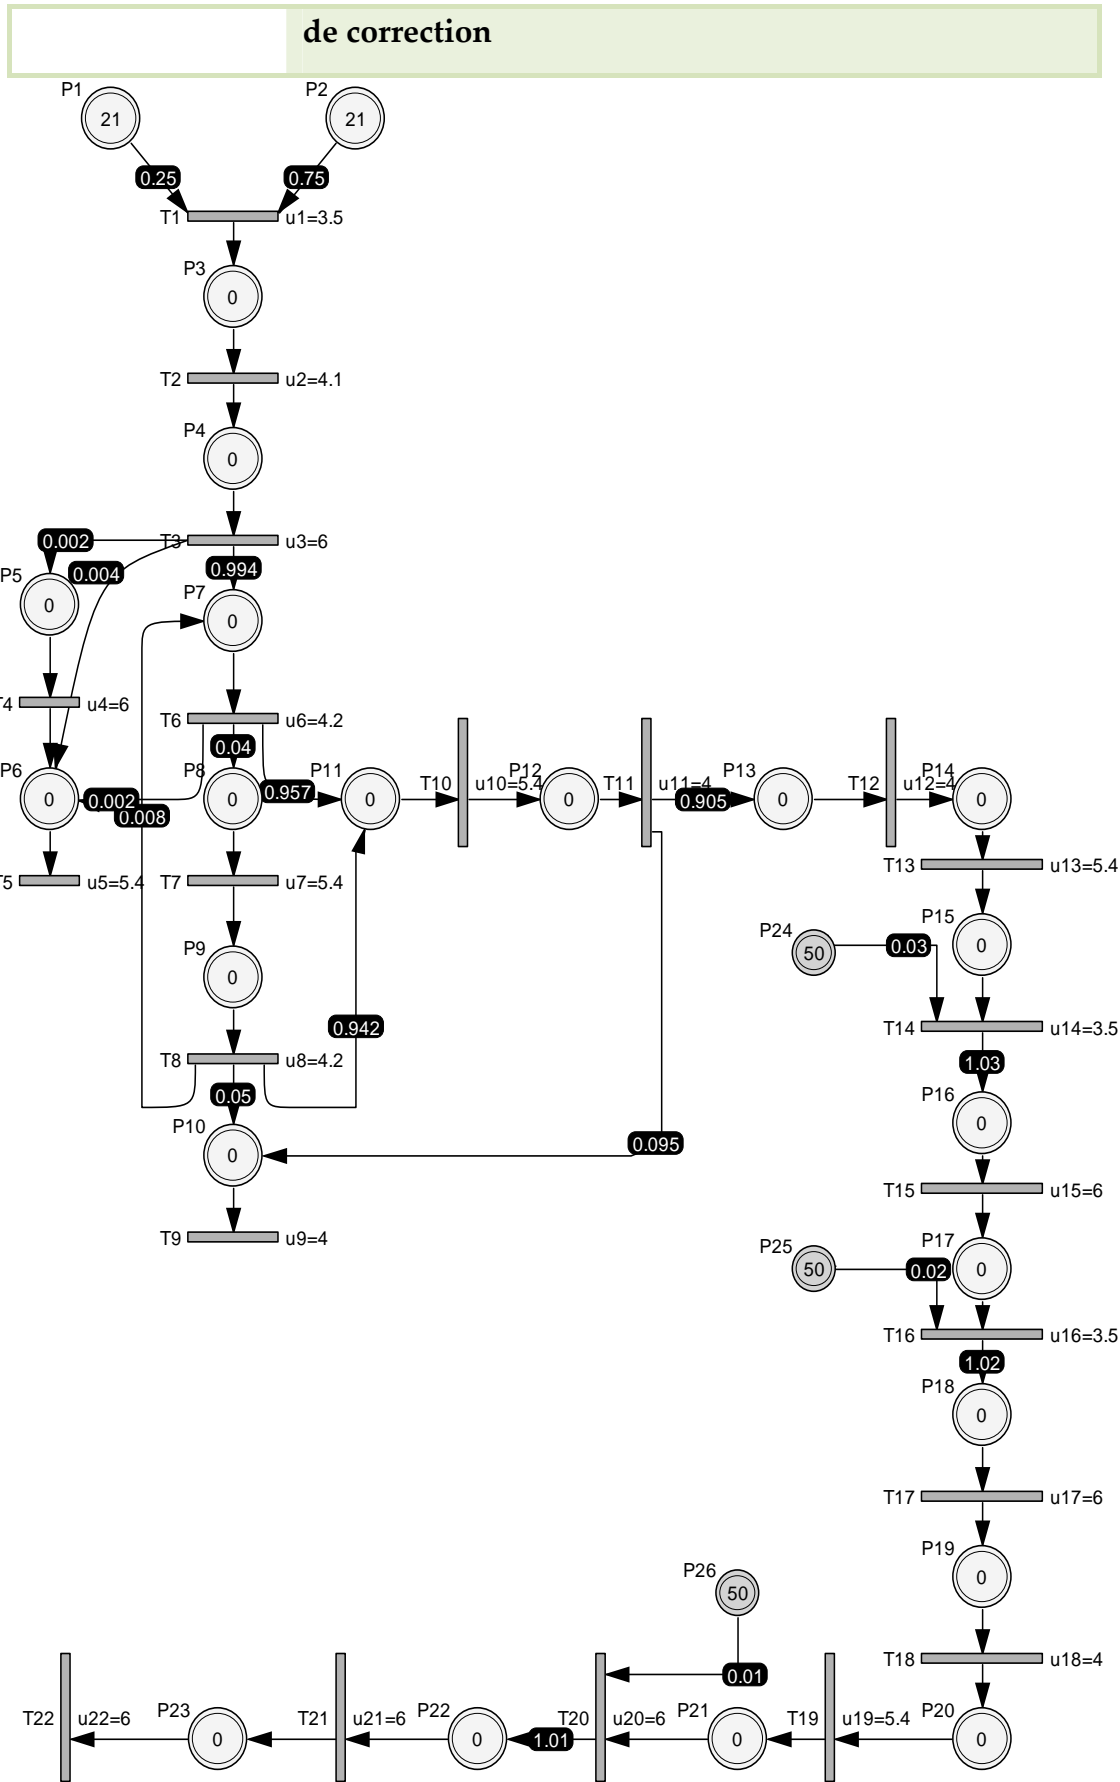 de correction
P1 P2
21 21
0.25 0.75
T1 u1=3.5
P3
0
T2 u2=4.1
P4
0
T3 u3=6
0.002
0.004 0.994
P5 P7
0 0
T4 u4=6
T6 u6=4.2
0.04
P6 P8 P11 T10 u10=5.4 P12 T11 u11=4 P13 T12 u12=4 P14
0 0.002 0 0.957 0 0 0.905 0 0
0.008
T13 u13=5.4
T5 u5=5.4 T7 u7=5.4
P15
P24
50 0.03 0
P9
0
T14 u14=3.5
0.942
T8 u8=4.2
1.03
0.05 P16
P10 0
0 0.095
T15 u15=6
T9 u9=4
P25 P17
50 0.02 0
T16 u16=3.5
1.02
P18
0
T17 u17=6
P19
0
P26
50
T18 u18=4
0.01
T22 u22=6 P23 T21 u21=6 P22 T20 u20=6 P21 T19 u19=5.4 P20
0 0 1.01 0 0